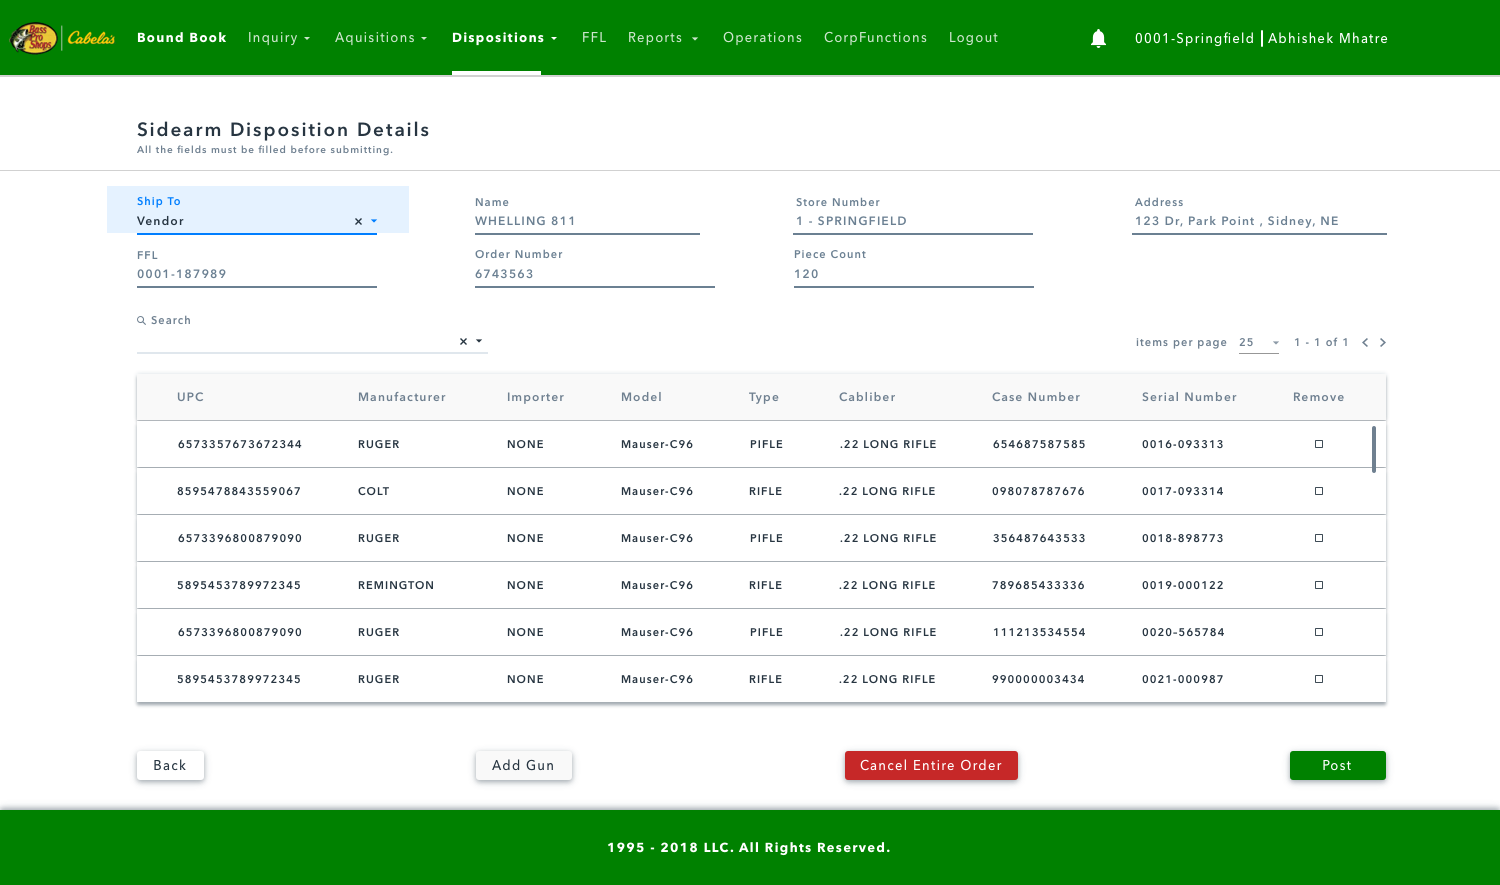 Bass Pro Shops Cabela's Bound Book Inquiry Aquisitions Dispositions FFL Reports Operations CorpFunctions Logout 0001-Springfield Abhishek Mhatre
Sidearm Disposition Details
All the fields must be filled before submitting.
Ship To Name Store Number Address
Vendor WHELLING 811 1 - SPRINGFIELD 123 Dr, Park Point , Sidney, NE
FFL Order Number Piece Count
0001-187989 6743563 120
Search
items per page 25 1 - 1 of 1
UPC Manufacturer Importer Model Type Cabliber Case Number Serial Number Remove
6573357673672344 RUGER NONE Mauser-C96 PIFLE .22 LONG RIFLE 654687587585 0016-093313
8595478843559067 COLT NONE Mauser-C96 RIFLE .22 LONG RIFLE 098078787676 0017-093314
6573396800879090 RUGER NONE Mauser-C96 PIFLE .22 LONG RIFLE 356487643533 0018-898773
5895453789972345 REMINGTON NONE Mauser-C96 RIFLE .22 LONG RIFLE 789685433336 0019-000122
6573396800879090 RUGER NONE Mauser-C96 PIFLE .22 LONG RIFLE 111213534554 0020-565784
5895453789972345 RUGER NONE Mauser-C96 RIFLE .22 LONG RIFLE 990000003434 0021-000987
Back Add Gun Cancel Entire Order Post
1995 - 2018 LLC. All Rights Reserved.